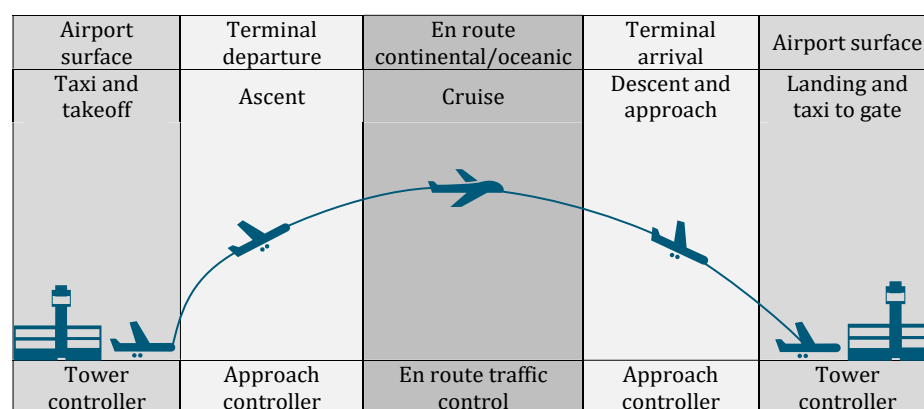 Airport
surface
Terminal
departure
En route
continental/oceanic
Terminal
arrival
Airport surface
Taxi and
takeoff
Ascent
Cruise
Descent and
approach
Landing and
taxi to gate
Tower
controller
Approach
controller
En route traffic
control
Approach
controller
Tower
controller